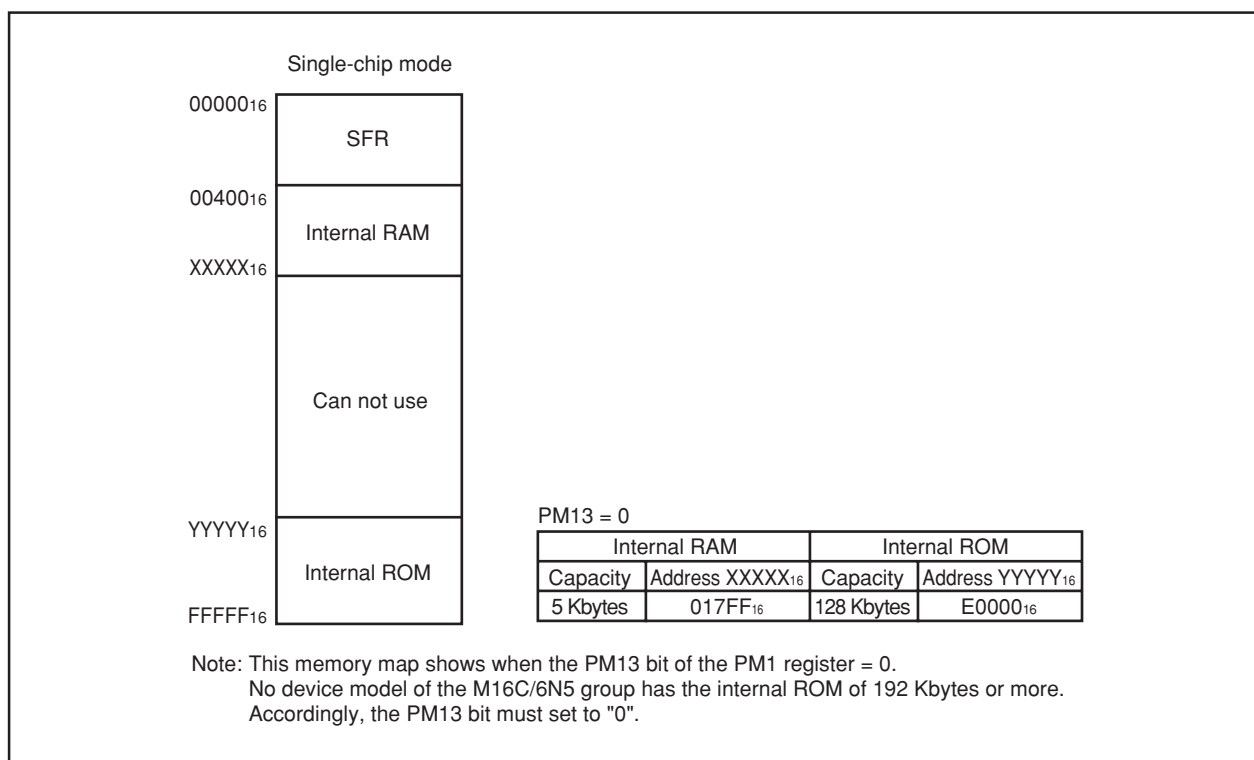 Single-chip mode
00000₁₆
SFR
00400₁₆
Internal RAM
XXXXX₁₆
Can not use
YYYYY₁₆
Internal ROM
FFFFF₁₆
PM13 = 0
Internal RAM Internal ROM
Capacity Address XXXXX₁₆ Capacity Address YYYYY₁₆
5 Kbytes 017FF₁₆ 128 Kbytes E0000₁₆
Note: This memory map shows when the PM13 bit of the PM1 register = 0.
No device model of the M16C/6N5 group has the internal ROM of 192 Kbytes or more.
Accordingly, the PM13 bit must set to "0".